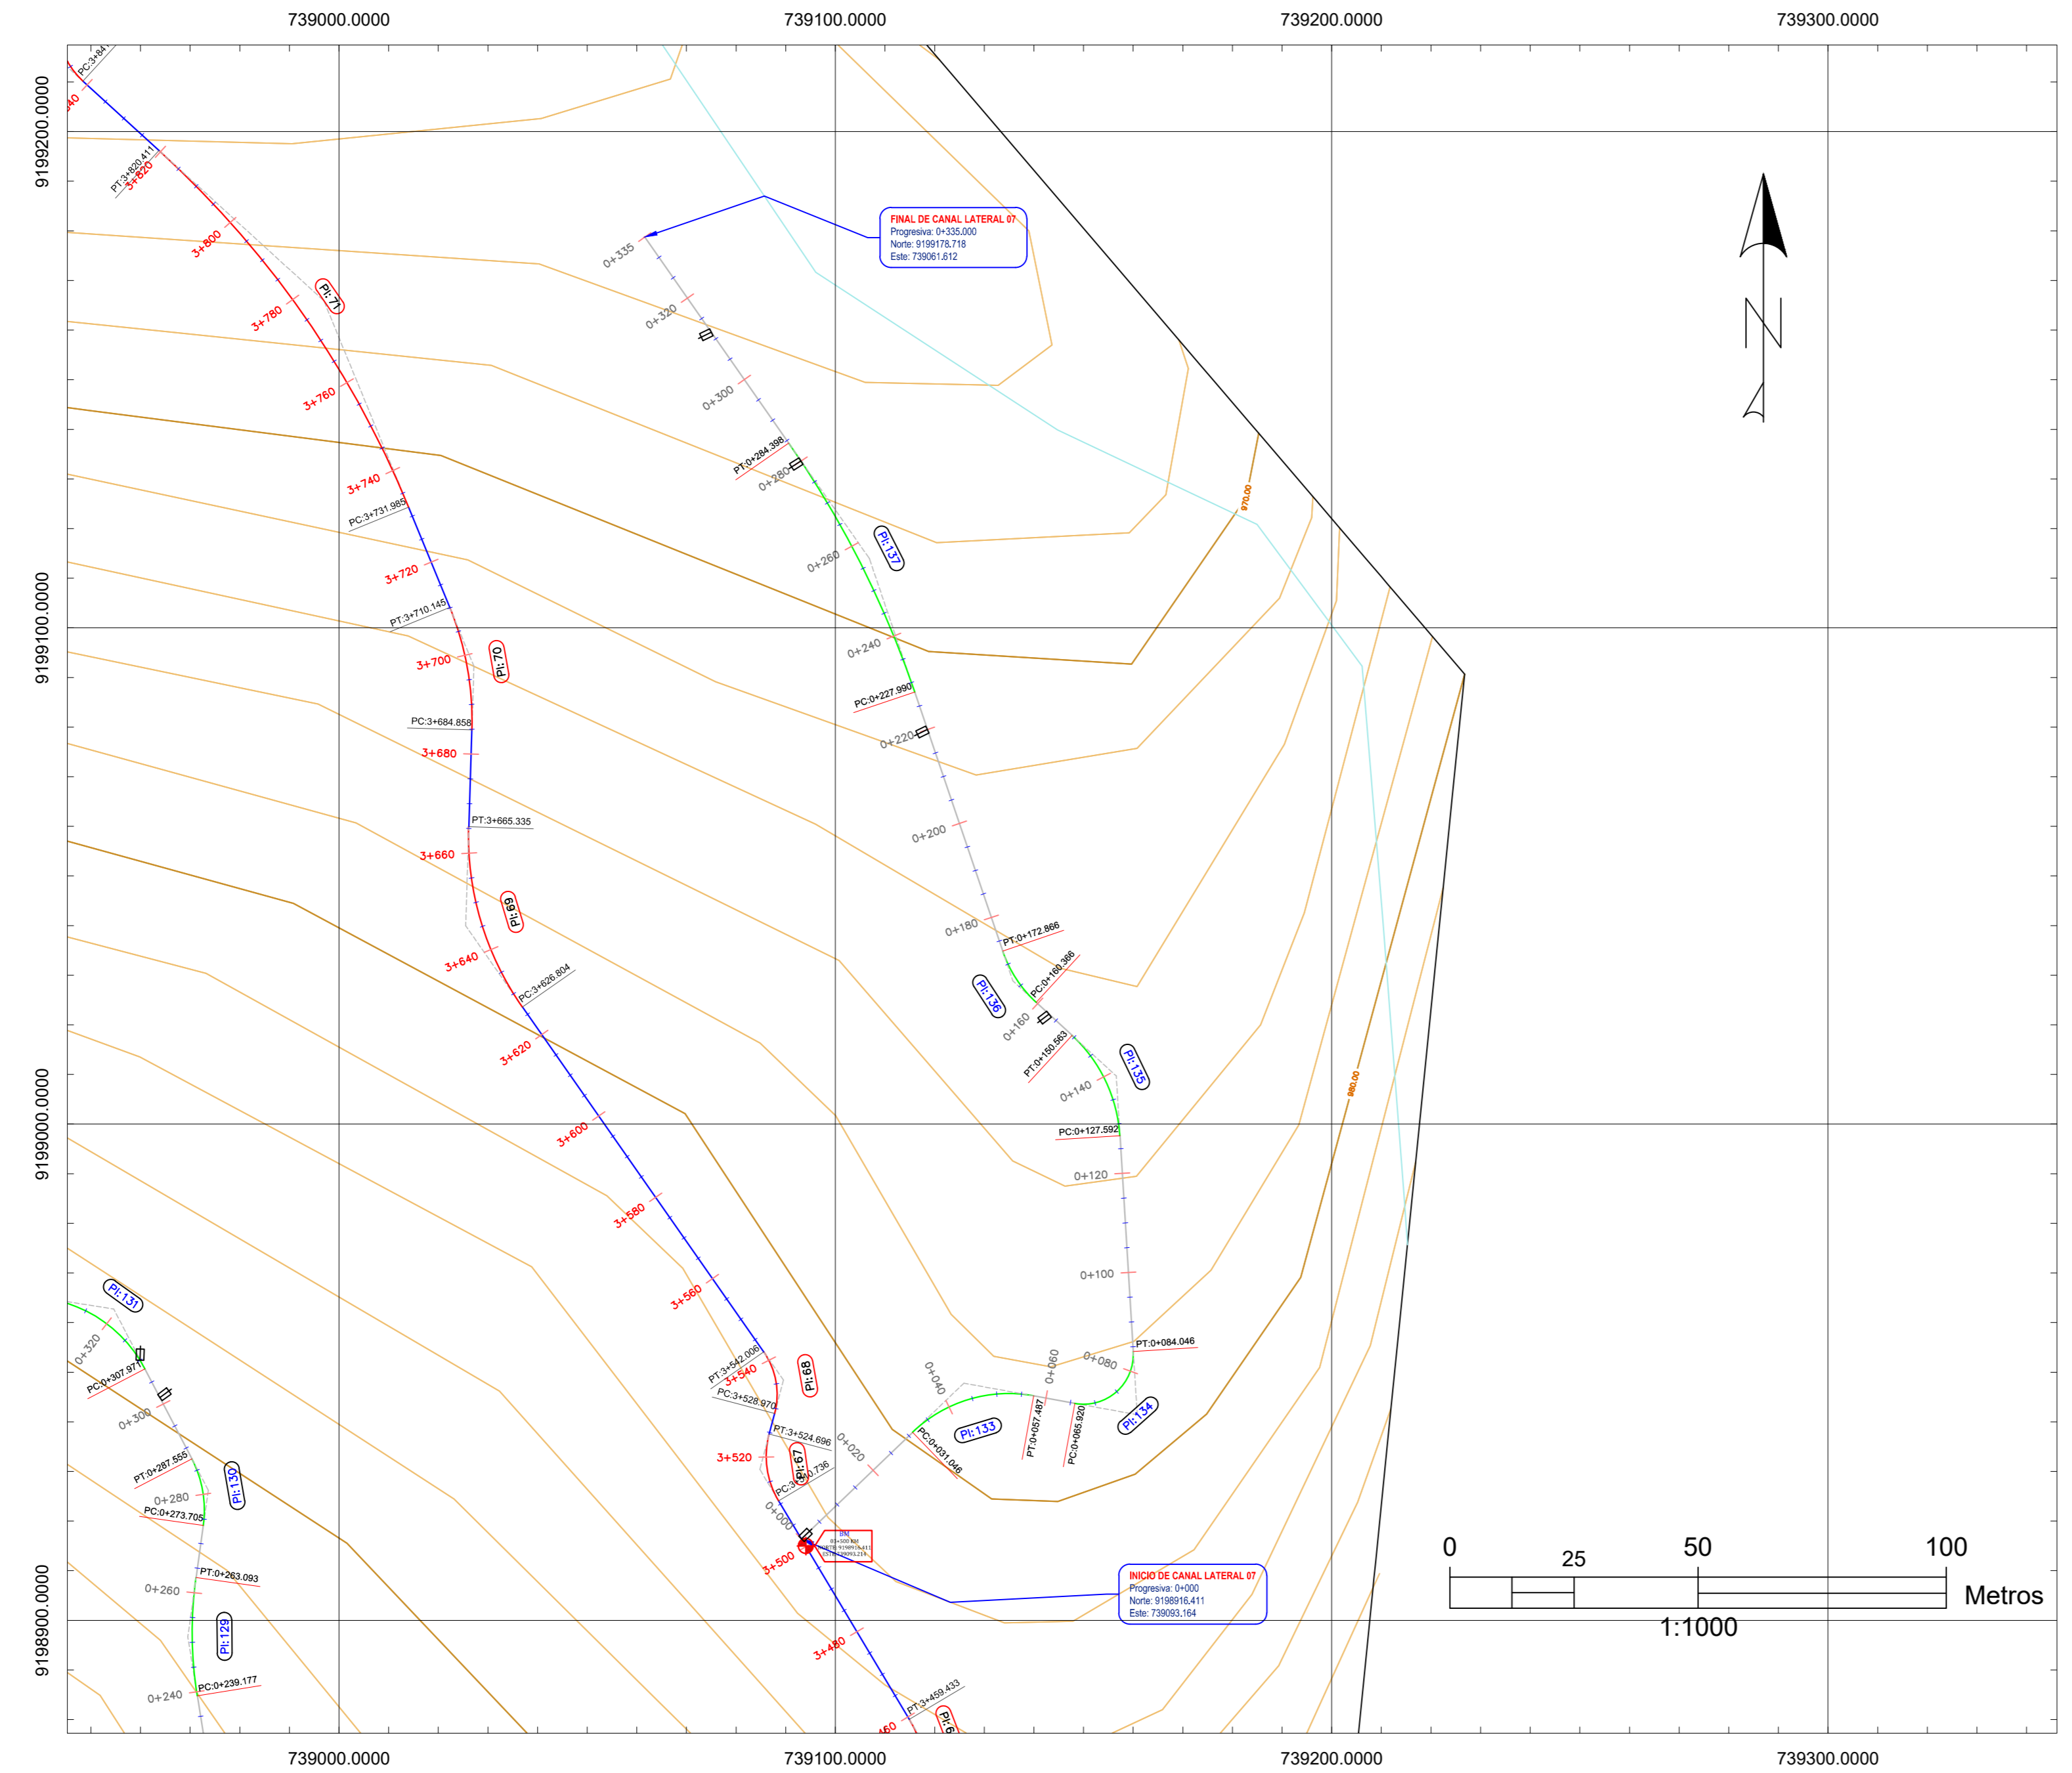 739000.0000
739100.0000
739200.0000
739300.0000
9199200.0000
9199100.0000
9199000.0000
9198900.0000
PT:3+820.411
3+820
3+800
PI:71
3+780
3+760
3+740
PC:3+731.985
3+720
PT:3+710.145
3+700
PI:70
PC:3+684.858
3+680
PT:3+665.335
3+660
PI:69
3+640
PC:3+626.804
3+620
3+600
3+580
3+560
PT:3+542.006
3+540
PI:68
PC:3+528.970
PT:3+524.696
3+520
PI:67
3+500
3+480
PT:3+459.433
FINAL DE CANAL LATERAL 07
Progresiva: 0+335.000
Norte: 9199178.718
Este: 739061.612
0+335
0+320
0+300
PT:0+284.398
0+280
PI:137
0+260
0+240
PC:0+227.990
0+220
0+200
0+180
PT:0+172.866
PC:0+160.366
PI:136
0+160
PT:0+150.563
PI:135
0+140
PC:0+127.592
0+120
0+100
PT:0+084.046
0+080
PI:134
PC:0+065.920
0+060
PT:0+057.487
PI:133
0+040
PC:0+031.046
0+020
0+000
BM
INICIO DE CANAL LATERAL 07
Progresiva: 0+000
Norte: 9198916.411
Este: 739093.164
PI:131
0+320
PC:0+307.971
0+300
PT:0+287.555
PI:130
0+280
PC:0+273.705
PT:0+263.093
0+260
PI:129
0+240
PC:0+239.177
970.00
980.00
N
0
25
50
100
Metros
1:1000
739000.0000
739100.0000
739200.0000
739300.0000